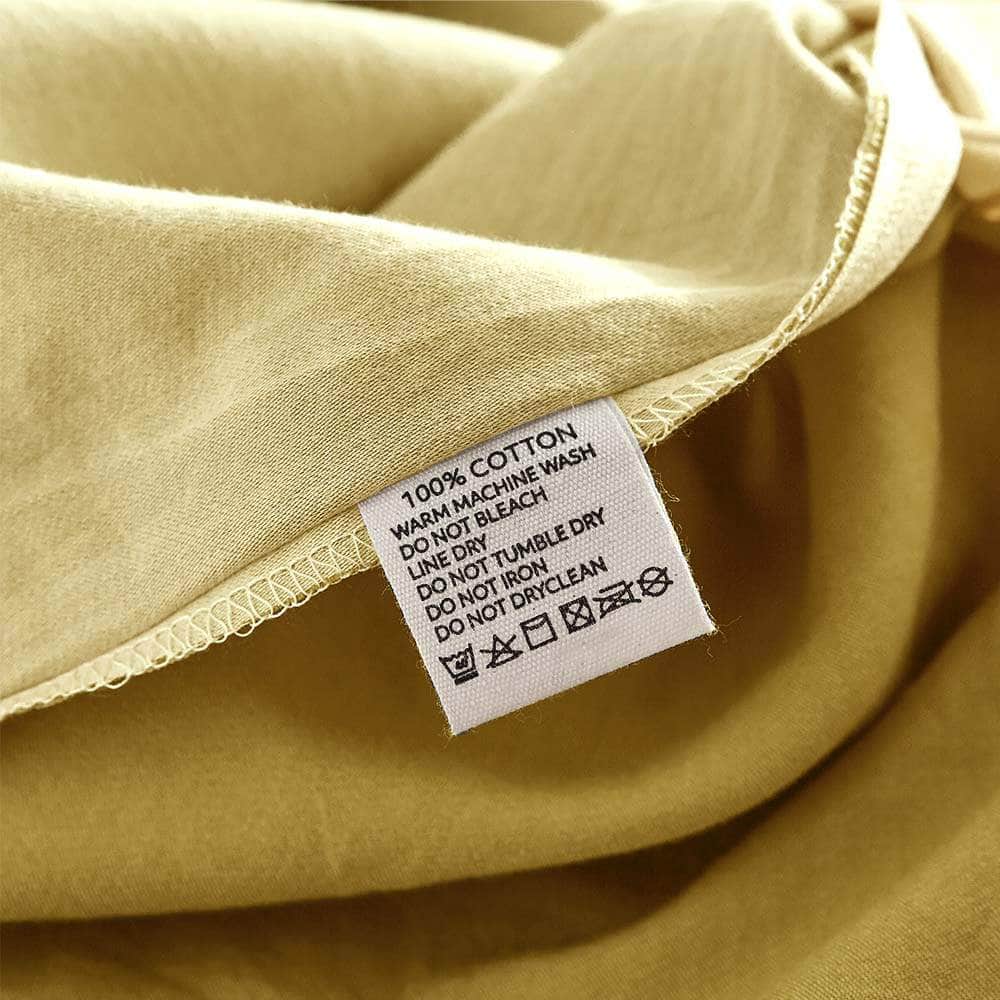 100% COTTON
WARM MACHINE WASH
DO NOT BLEACH
LINE DRY
DO NOT TUMBLE DRY
DO NOT IRON
DO NOT DRYCLEAN